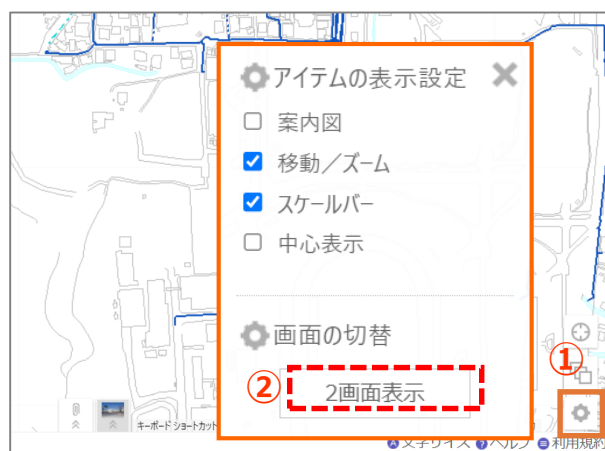 アイテムの表示設定
案内図
移動／ズーム
スケールバー
中心表示
画面の切替
①
② 2画面表示
キーボード ショートカット
文字サイズ ?ヘルプ 利用規約